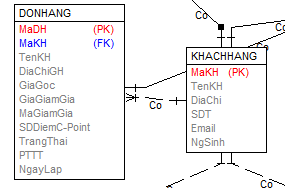 Co
DONHANG
MaDH (PK)
MaKH (FK)
TenKH
DiaChiGH
GiaGoc
GiaGiamGia
MaGiamGia
SDDiemC-Point
TrangThai
PTTT
NgayLap
Co
KHACHHANG
MaKH (PK)
TenKH
DiaChi
SDT
Email
NgSinh
Co